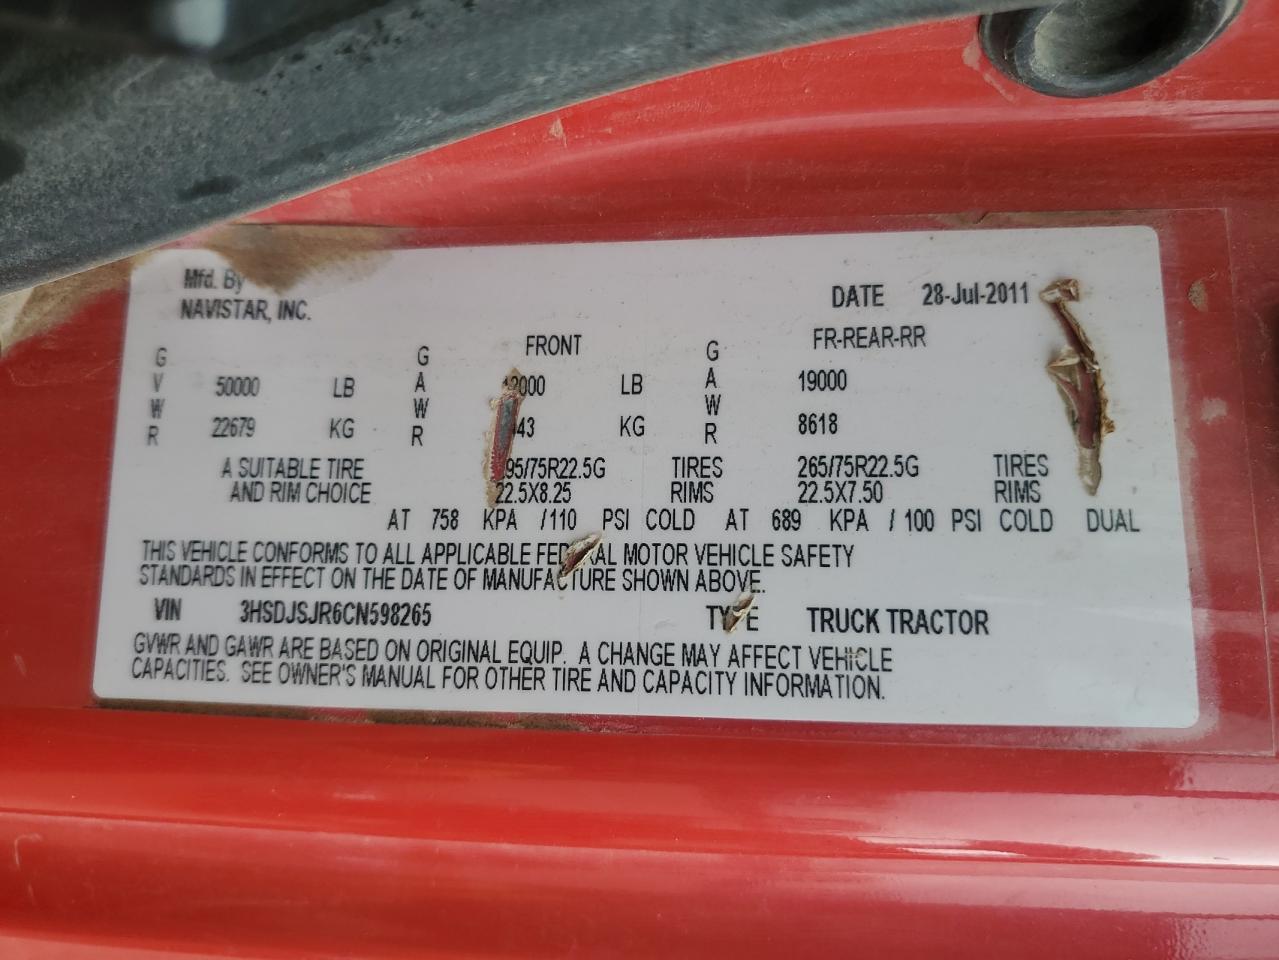 Mfd. By
NAVISTAR, INC.
DATE 28-Jul-2011
FRONT FR-REAR-RR
GVWR 50000 LB GAWR LB GAWR 19000
22679 KG KG 8618
A SUITABLE TIRE /75R22.5G TIRES 265/75R22.5G TIRES
AND RIM CHOICE 22.5X8.25 RIMS 22.5X7.50 RIMS
AT 758 KPA /110 PSI COLD AT 689 KPA / 100 PSI COLD DUAL
THIS VEHICLE CONFORMS TO ALL APPLICABLE FEDERAL MOTOR VEHICLE SAFETY
STANDARDS IN EFFECT ON THE DATE OF MANUFACTURE SHOWN ABOVE.
VIN 3HSDJSJR6CN598265 TYPE TRUCK TRACTOR
GVWR AND GAWR ARE BASED ON ORIGINAL EQUIP. A CHANGE MAY AFFECT VEHICLE
CAPACITIES. SEE OWNER'S MANUAL FOR OTHER TIRE AND CAPACITY INFORMATION.